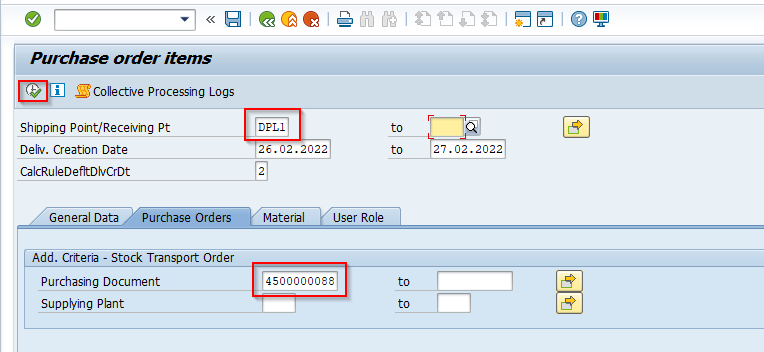 Purchase order items
Collective Processing Logs
Shipping Point/Receiving Pt DPL1 to
Deliv. Creation Date 26.02.2022 to 27.02.2022
CalcRuleDefltDlvCrDt 2
General Data Purchase Orders Material User Role
Add. Criteria - Stock Transport Order
Purchasing Document 4500000088 to
Supplying Plant to